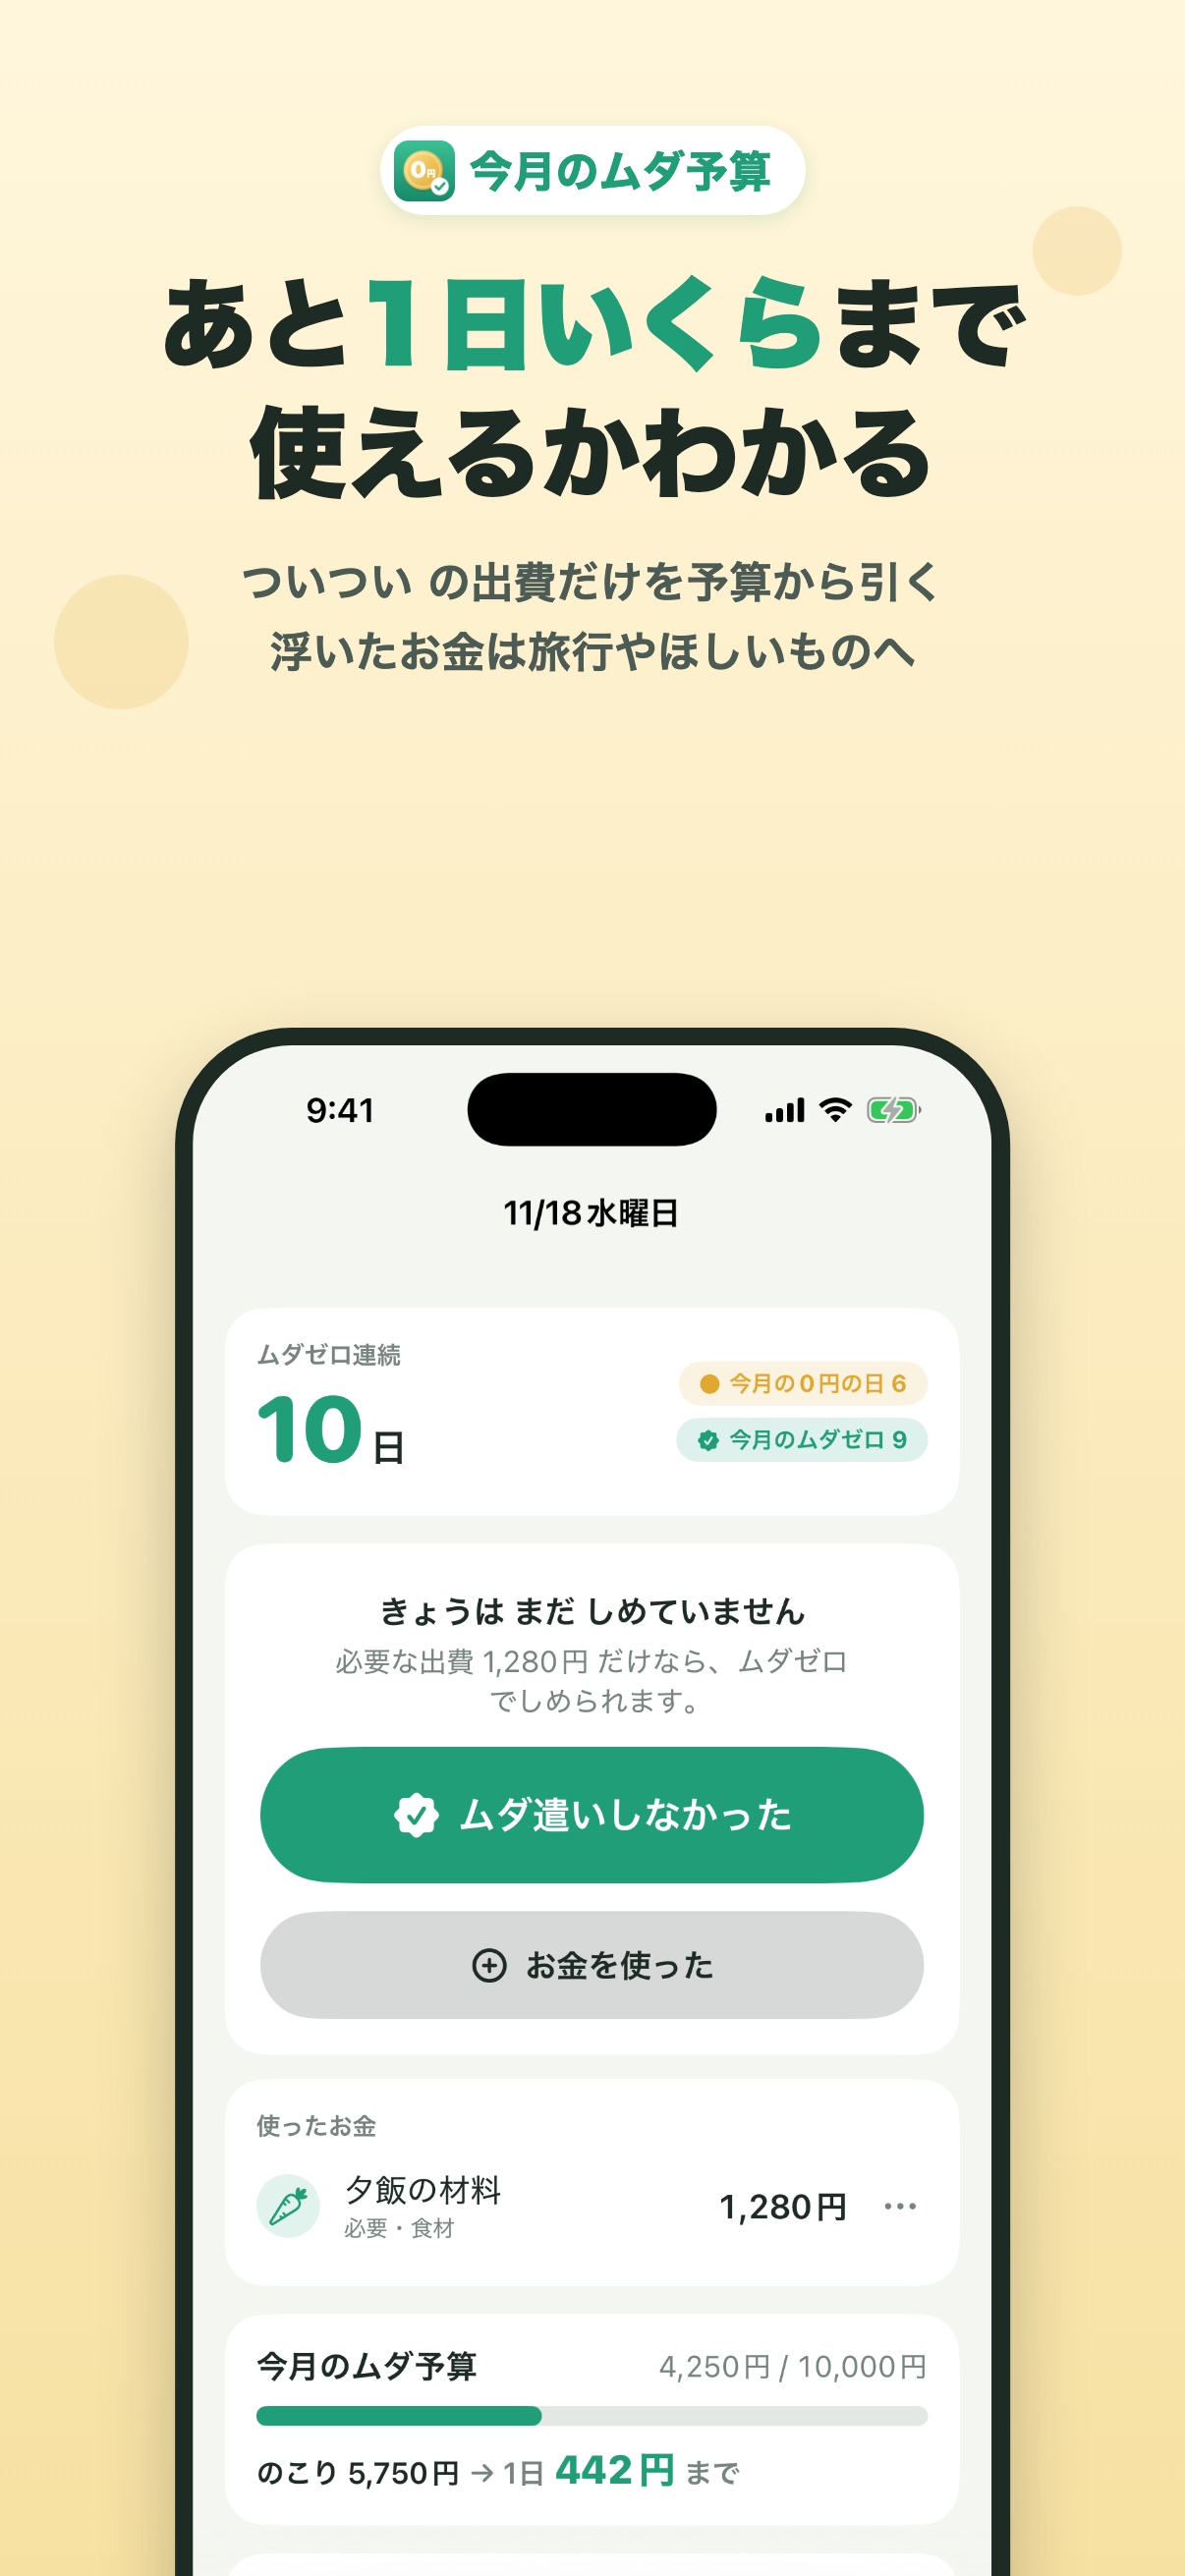 0円
今月のムダ予算
あと1日いくらまで
使えるかわかる
ついつい の出費だけを予算から引く
浮いたお金は旅行やほしいものへ
9:41
11/18 水曜日
ムダゼロ連続
10日
今月の0円の日 6
今月のムダゼロ 9
きょうは まだ しめていません
必要な出費 1,280円 だけなら、ムダゼロ
でしめられます。
ムダ遣いしなかった
お金を使った
使ったお金
夕飯の材料
必要・食材
1,280円
今月のムダ予算
4,250円 / 10,000円
のこり 5,750円 → 1日 442円 まで